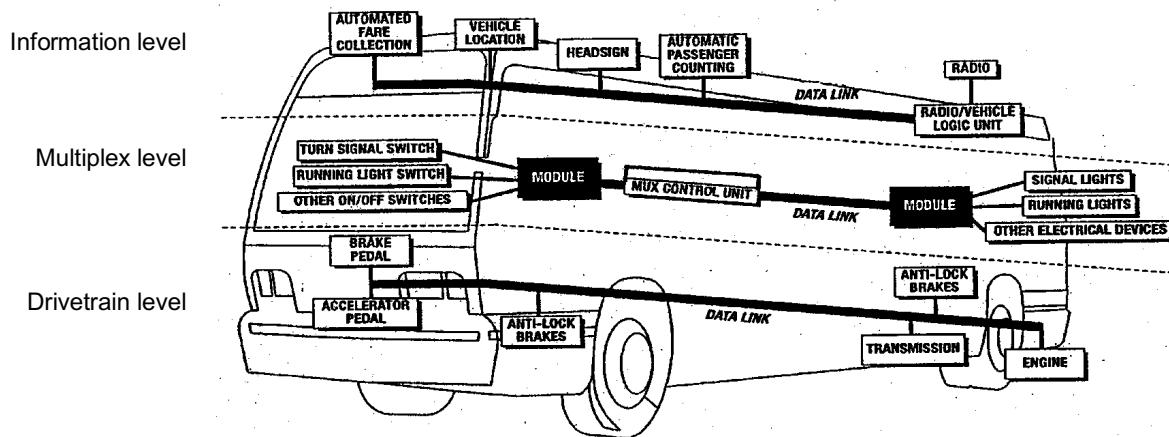 Information level
AUTOMATED
FARE
COLLECTION
VEHICLE
LOCATION
HEADSIGN
AUTOMATIC
PASSENGER
COUNTING
DATA LINK
RADIO
RADIO/VEHICLE
LOGIC UNIT
Multiplex level
TURN SIGNAL SWITCH
RUNNING LIGHT SWITCH
OTHER ON/OFF SWITCHES
MODULE
MUX CONTROL UNIT
DATA LINK
MODULE
SIGNAL LIGHTS
RUNNING LIGHTS
OTHER ELECTRICAL DEVICES
Drivetrain level
BRAKE
PEDAL
ACCELERATOR
PEDAL
ANTI-LOCK
BRAKES
DATA LINK
ANTI-LOCK
BRAKES
TRANSMISSION
ENGINE